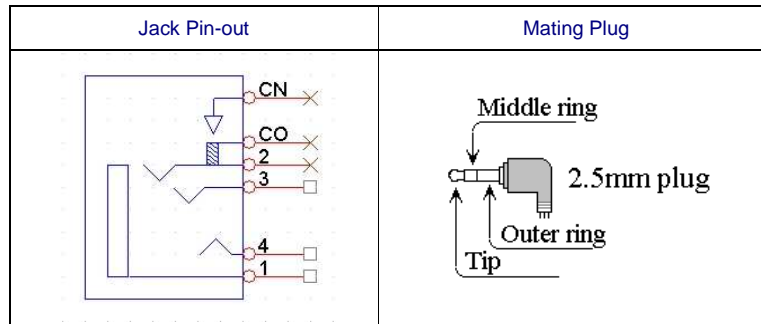 Jack Pin-out
Mating Plug
CN
CO
2
3
4
1
Middle ring
2.5mm plug
Outer ring
Tip